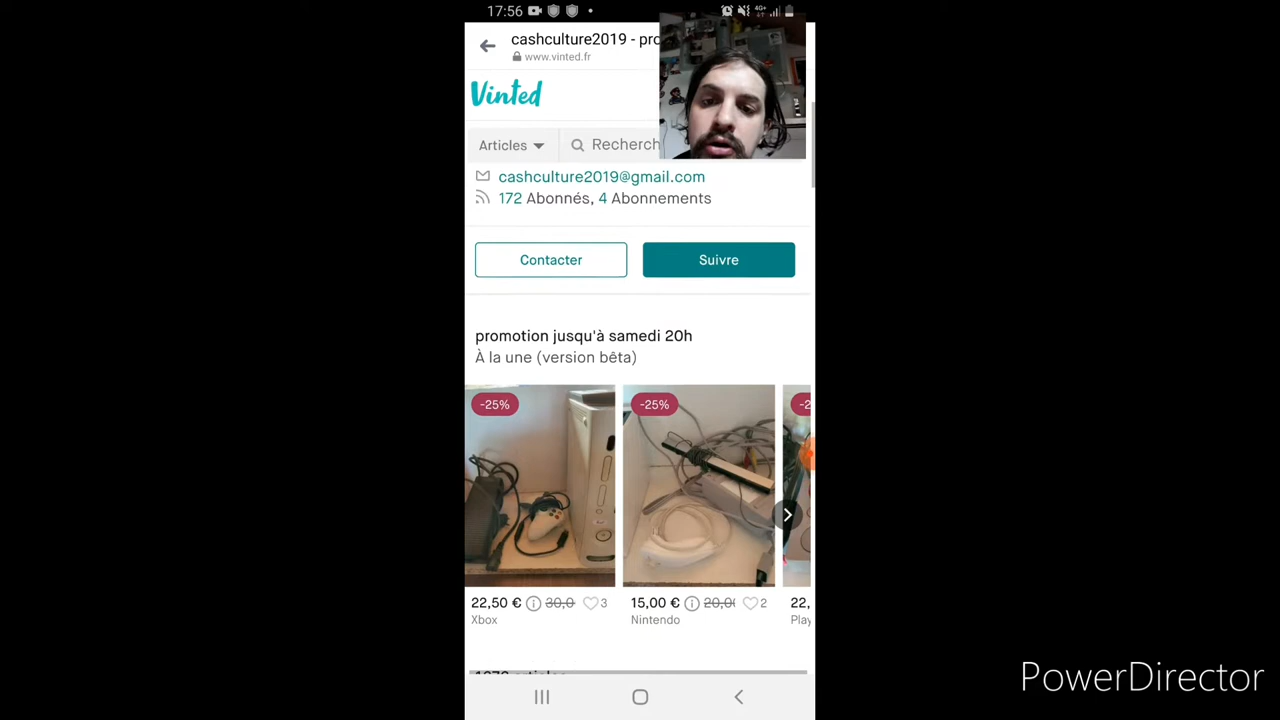 17:56
4G+
cashculture2019 - pro
www.vinted.fr
Vinted
Articles
Recherch
cashculture2019@gmail.com
172 Abonnés, 4 Abonnements
Contacter
Suivre
promotion jusqu'à samedi 20h
À la une (version bêta)
-25%
-25%
-2
22,50 € 30,0 3
15,00 € 20,0 2
22,
Xbox
Nintendo
Play
PowerDirector